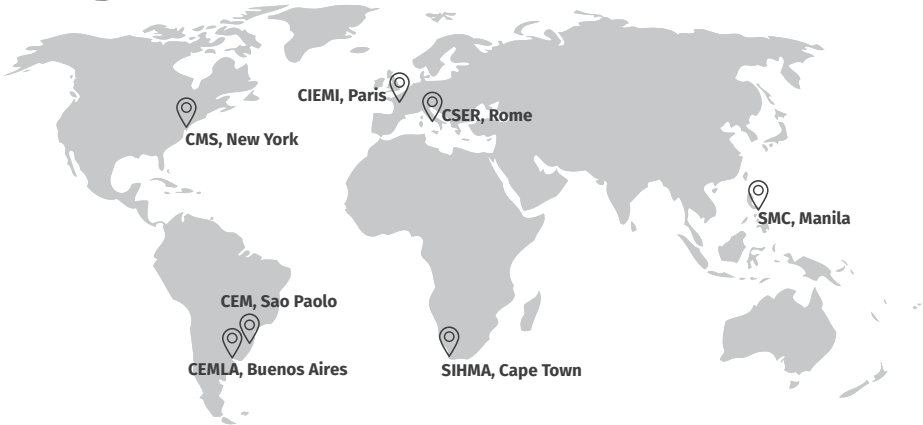 CIEMI, Paris
CSER, Rome
CMS, New York
SMC, Manila
CEM, Sao Paolo
CEMLA, Buenos Aires
SIHMA, Cape Town